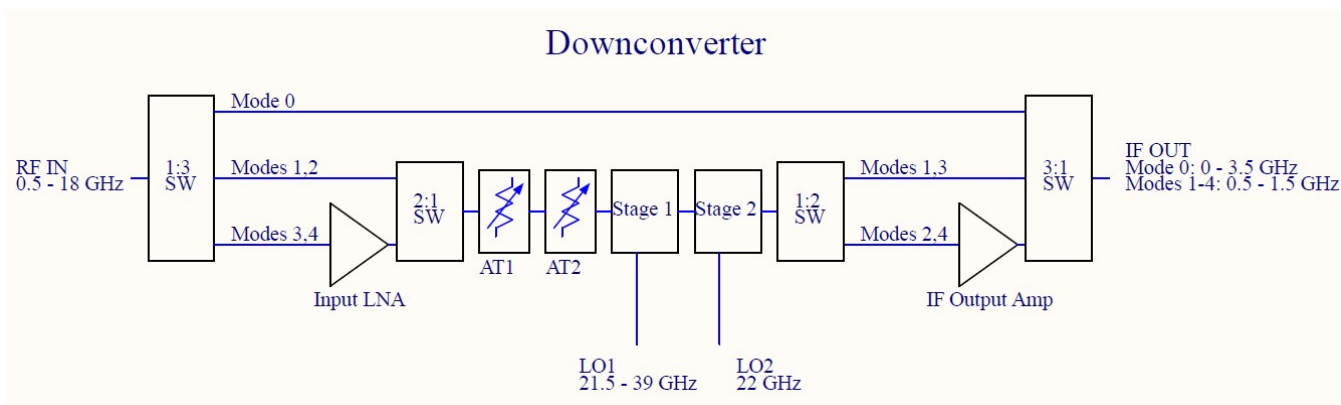 Downconverter
Mode 0
RF IN
0.5 - 18 GHz
1:3
SW
Modes 1,2
Modes 3,4
Input LNA
2:1
SW
AT1
AT2
Stage 1
Stage 2
LO1
21.5 - 39 GHz
LO2
22 GHz
1:2
SW
Modes 1,3
Modes 2,4
IF Output Amp
3:1
SW
IF OUT
Mode 0: 0 - 3.5 GHz
Modes 1-4: 0.5 - 1.5 GHz